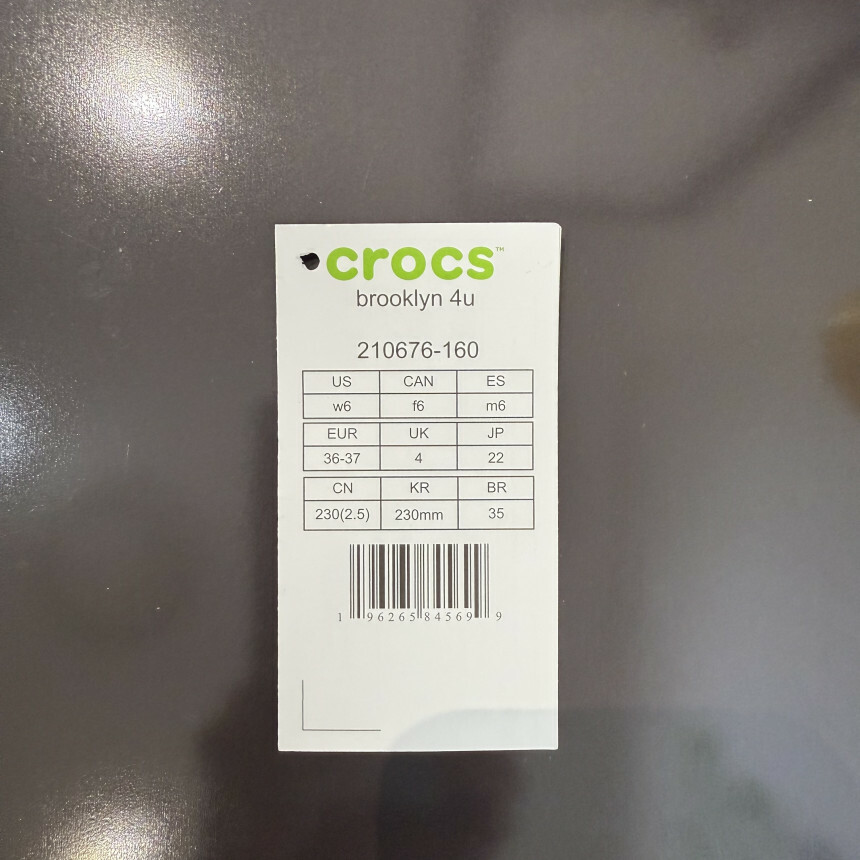 crocs™
brooklyn 4u
210676-160
US CAN ES
w6 f6 m6
EUR UK JP
36-37 4 22
CN KR BR
230(2.5) 230mm 35
1 96265 84569 9